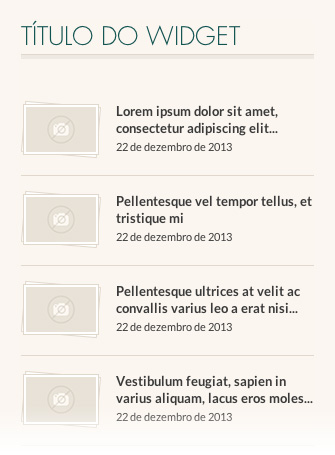 TÍTULO DO WIDGET
Lorem ipsum dolor sit amet,
consectetur adipiscing elit...
22 de dezembro de 2013
Pellentesque vel tempor tellus, et
tristique mi
22 de dezembro de 2013
Pellentesque ultrices at velit ac
convallis varius leo a erat nisi...
22 de dezembro de 2013
Vestibulum feugiat, sapien in
varius aliquam, lacus eros moles...
22 de dezembro de 2013